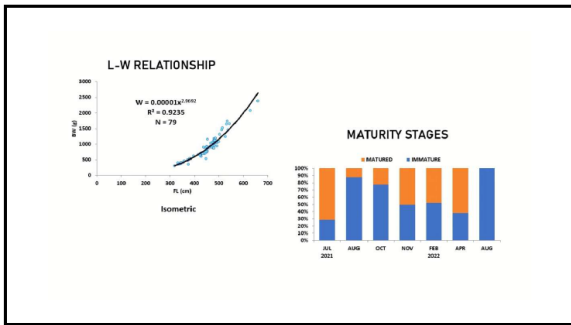 L-W RELATIONSHIP
3000
2500
2000
1500
1000
500
0
BW (g)
W = 0.00001x
R² = 0.9235
N = 79
0 100 200 300 400 500 600 700
FL (cm)
Isometric
MATURITY STAGES
MATURED IMMATURE
100%
90%
80%
70%
60%
50%
40%
30%
20%
10%
0%
JUL AUG OCT NOV FEB APR AUG
2021 2022